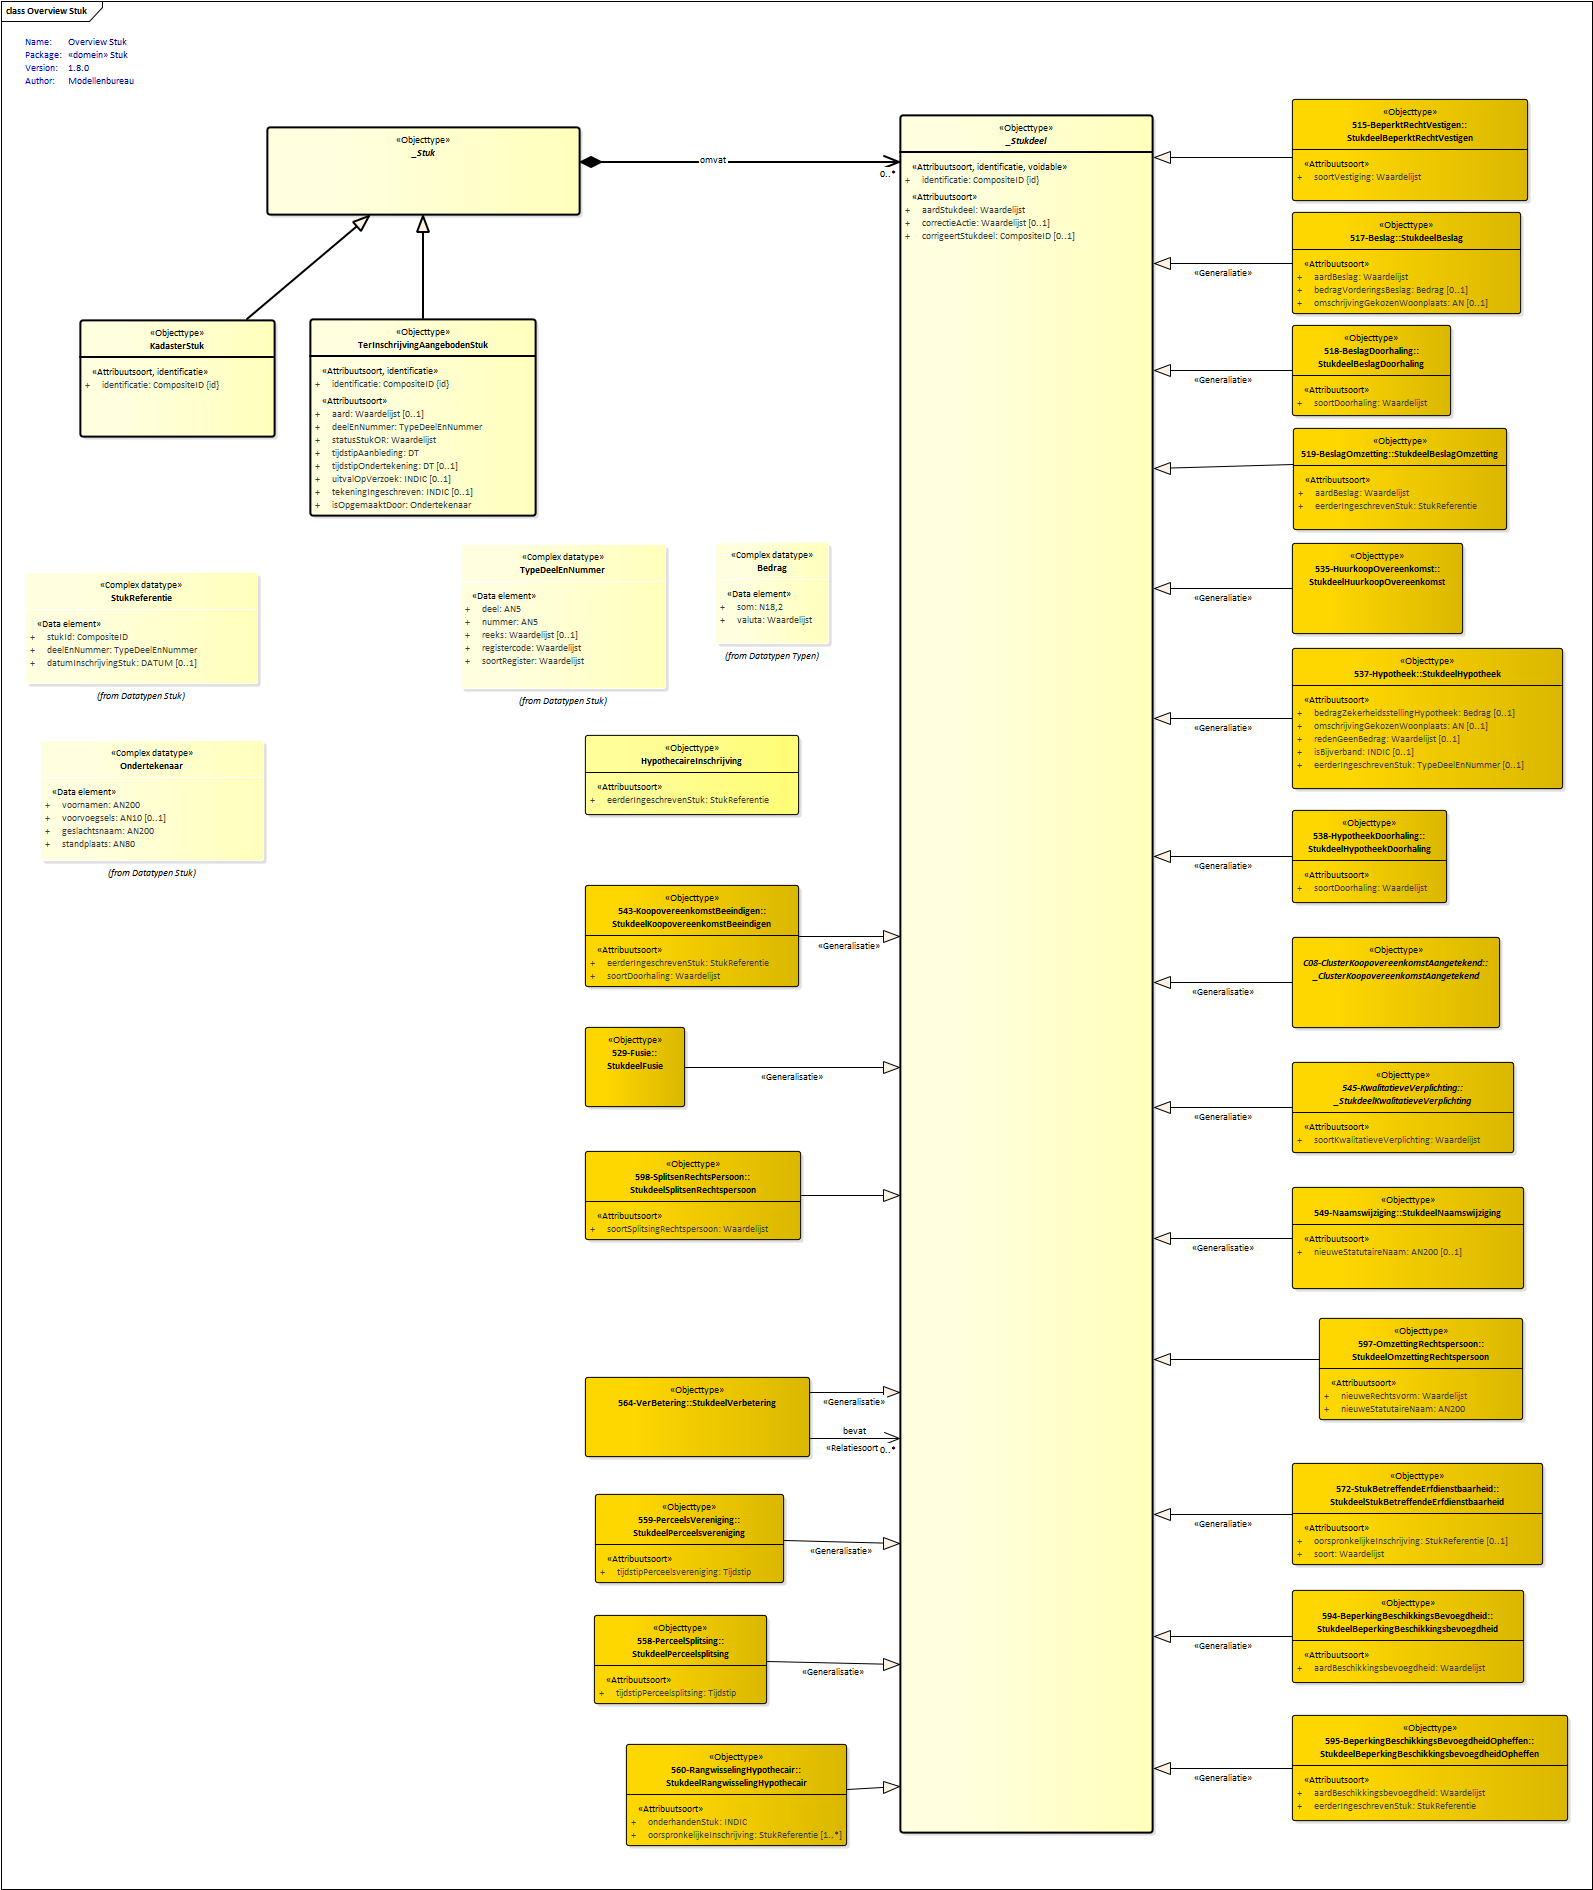 class Overview Stuk
Name: Overview Stuk
Package: «domein» Stuk
Version: 1.8.0
Author: Modellenbureau
«Objecttype»
_Stuk
omvat
0..*
«Objecttype»
_Stukdeel
«Attribuutsoort, identificatie, voidable»
+ identificatie: CompositeID {id}
«Attribuutsoort»
+ aardStukdeel: Waardelijst
+ correctieActie: Waardelijst [0..1]
+ corrigeertStukdeel: CompositeID [0..1]
«Objecttype»
KadasterStuk
«Attribuutsoort, identificatie»
+ identificatie: CompositeID {id}
«Objecttype»
TerInschrijvingAangebodenStuk
«Attribuutsoort, identificatie»
+ identificatie: CompositeID {id}
«Attribuutsoort»
+ aard: Waardelijst [0..1]
+ deelEnNummer: TypeDeelEnNummer
+ statusStukOR: Waardelijst
+ tijdstipAanbieding: DT
+ tijdstipOndertekening: DT [0..1]
+ uitvalOpVerzoek: INDIC [0..1]
+ tekeningIngeschreven: INDIC [0..1]
+ isOpgemaaktDoor: Ondertekenaar
«Complex datatype»
StukReferentie
«Data element»
+ stukId: CompositeID
+ deelEnNummer: TypeDeelEnNummer
+ datumInschrijvingStuk: DATUM [0..1]
(from Datatypen Stuk)
«Complex datatype»
TypeDeelEnNummer
«Data element»
+ deel: AN5
+ nummer: AN5
+ reeks: Waardelijst [0..1]
+ registercode: Waardelijst
+ soortRegister: Waardelijst
(from Datatypen Stuk)
«Complex datatype»
Bedrag
«Data element»
+ som: N18,2
+ valuta: Waardelijst
(from Datatypen Typen)
«Complex datatype»
Ondertekenaar
«Data element»
+ voornamen: AN200
+ voorvoegsels: AN10 [0..1]
+ geslachtsnaam: AN200
+ standplaats: AN80
(from Datatypen Stuk)
«Objecttype»
HypothecaireInschrijving
«Attribuutsoort»
+ eerderIngeschrevenStuk: StukReferentie
«Objecttype»
543-KoopovereenkomstBeeindigen::
StukdeelKoopovereenkomstBeeindigen
«Attribuutsoort»
+ eerderIngeschrevenStuk: StukReferentie
+ soortDoorhaling: Waardelijst
«Generalisatie»
«Objecttype»
529-Fusie::
StukdeelFusie
«Generalisatie»
«Objecttype»
598-SplitsenRechtsPersoon::
StukdeelSplitsenRechtspersoon
«Attribuutsoort»
+ soortSplitsingRechtspersoon: Waardelijst
«Objecttype»
564-VerBetering::StukdeelVerbetering
«Generalisatie»
bevat
«Relatiesoort
0..*
«Objecttype»
559-PerceelsVereniging::
StukdeelPerceelsvereniging
«Attribuutsoort»
+ tijdstipPerceelsvereniging: Tijdstip
«Generalisatie»
«Objecttype»
558-PerceelSplitsing::
StukdeelPerceelsplitsing
«Attribuutsoort»
+ tijdstipPerceelsplitsing: Tijdstip
«Generalisatie»
«Objecttype»
560-RangwisselingHypothecair::
StukdeelRangwisselingHypothecair
«Attribuutsoort»
+ onderhandenStuk: INDIC
+ oorspronkelijkeInschrijving: StukReferentie [1..*]
«Objecttype»
515-BeperktRechtVestigen::
StukdeelBeperktRechtVestigen
«Attribuutsoort»
+ soortVestiging: Waardelijst
«Objecttype»
517-Beslag::StukdeelBeslag
«Attribuutsoort»
+ aardBeslag: Waardelijst
+ bedragVorderingsBeslag: Bedrag [0..1]
+ omschrijvingGekozenWoonplaats: AN [0..1]
«Generaliatie»
«Objecttype»
518-BeslagDoorhaling::
StukdeelBeslagDoorhaling
«Attribuutsoort»
+ soortDoorhaling: Waardelijst
«Generaliatie»
«Objecttype»
519-BeslagOmzetting::StukdeelBeslagOmzetting
«Attribuutsoort»
+ aardBeslag: Waardelijst
+ eerderIngeschrevenStuk: StukReferentie
«Objecttype»
535-HuurkoopOvereenkomst::
StukdeelHuurkoopOvereenkomst
«Generaliatie»
«Objecttype»
537-Hypotheek::StukdeelHypotheek
«Attribuutsoort»
+ bedragZekerheidsstellingHypotheek: Bedrag [0..1]
+ omschrijvingGekozenWoonplaats: AN [0..1]
+ redenGeenBedrag: Waardelijst [0..1]
+ isBijverband: INDIC [0..1]
+ eerderIngeschrevenStuk: TypeDeelEnNummer [0..1]
«Generaliatie»
«Objecttype»
538-HypotheekDoorhaling::
StukdeelHypotheekDoorhaling
«Attribuutsoort»
+ soortDoorhaling: Waardelijst
«Generaliatie»
«Objecttype»
C08-ClusterKoopovereenkomstAangetekend::
_ClusterKoopovereenkomstAangetekend
«Generalisatie»
«Objecttype»
545-KwalitatieveVerplichting::
_StukdeelKwalitatieveVerplichting
«Attribuutsoort»
+ soortKwalitatieveVerplichting: Waardelijst
«Generaliatie»
«Objecttype»
549-Naamswijziging::StukdeelNaamswijziging
«Attribuutsoort»
+ nieuweStatutaireNaam: AN200 [0..1]
«Generalisatie»
«Objecttype»
597-OmzettingRechtspersoon::
StukdeelOmzettingRechtspersoon
«Attribuutsoort»
+ nieuweRechtsvorm: Waardelijst
+ nieuweStatutaireNaam: AN200
«Objecttype»
572-StukBetreffendeErfdienstbaarheid::
StukdeelStukBetreffendeErfdienstbaarheid
«Attribuutsoort»
+ oorspronkelijkeInschrijving: StukReferentie [0..1]
+ soort: Waardelijst
«Generaliatie»
«Objecttype»
594-BeperkingBeschikkingsBevoegdheid::
StukdeelBeperkingBeschikkingsbevoegdheid
«Attribuutsoort»
+ aardBeschikkingsbevoegdheid: Waardelijst
«Generaliatie»
«Objecttype»
595-BeperkingBeschikkingsBevoegdheidOpheffen::
StukdeelBeperkingBeschikkingsbevoegdheidOpheffen
«Attribuutsoort»
+ aardBeschikkingsbevoegdheid: Waardelijst
+ eerderIngeschrevenStuk: StukReferentie
«Generaliatie»